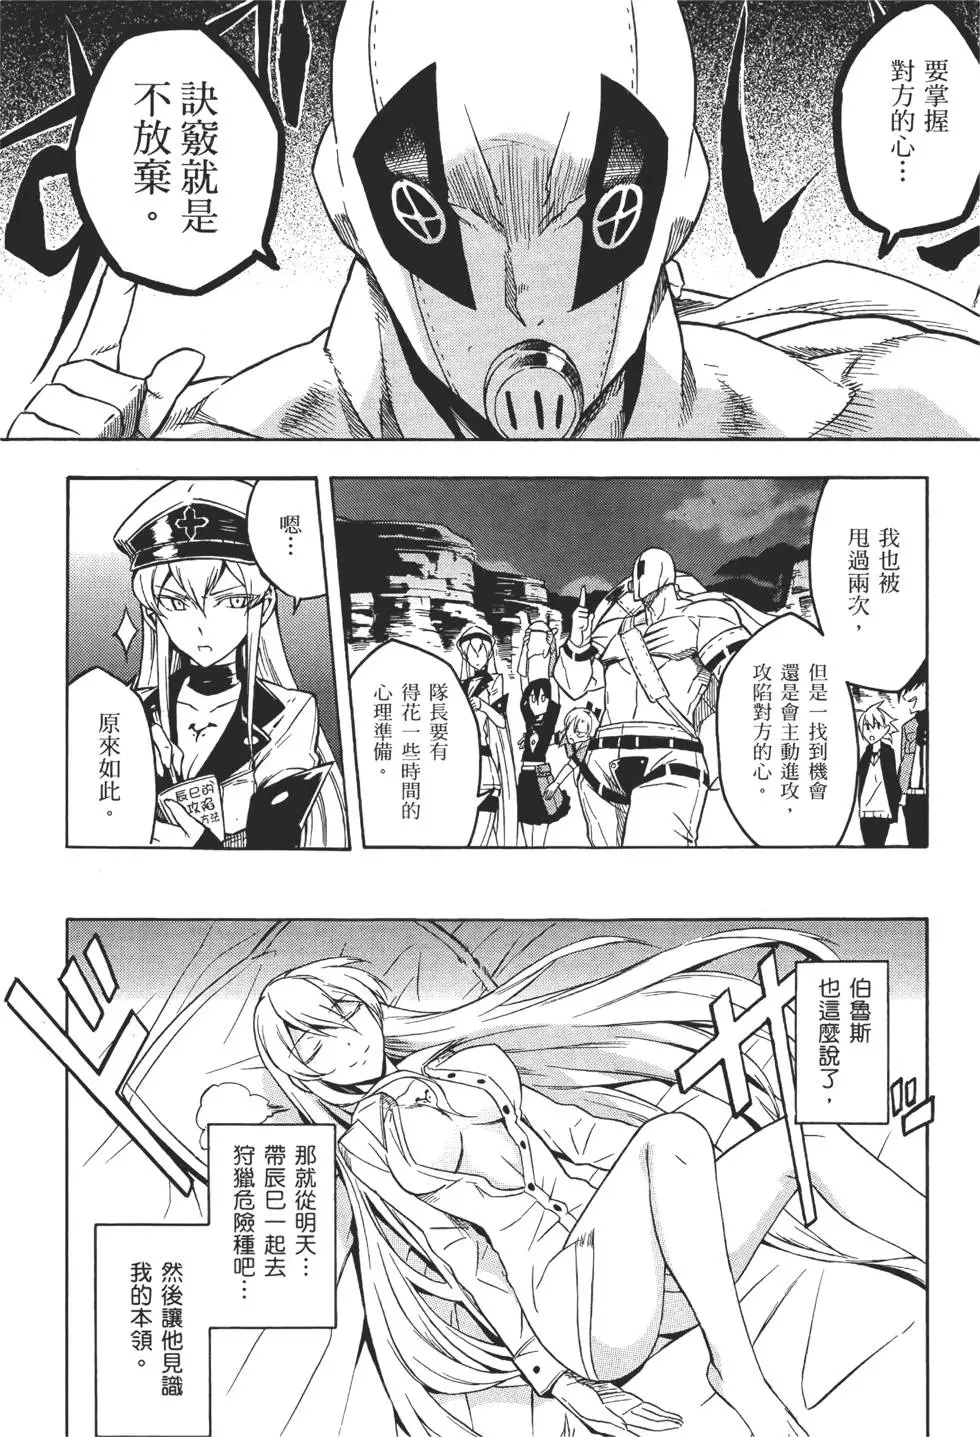 要掌握
對方的心…
訣竅就是
不放棄。
我也被
甩過兩次，
但是一找到機會
還是會主動進攻，
攻陷對方的心。
隊長要有
得花一些時間的
心理準備。
嗯…
原來如此。
辰巳的
攻陷
方法
伯魯斯
也這麼說了，
那就從明天…
帶辰巳一起去
狩獵危險種吧…
然後讓他見識
我的本領。